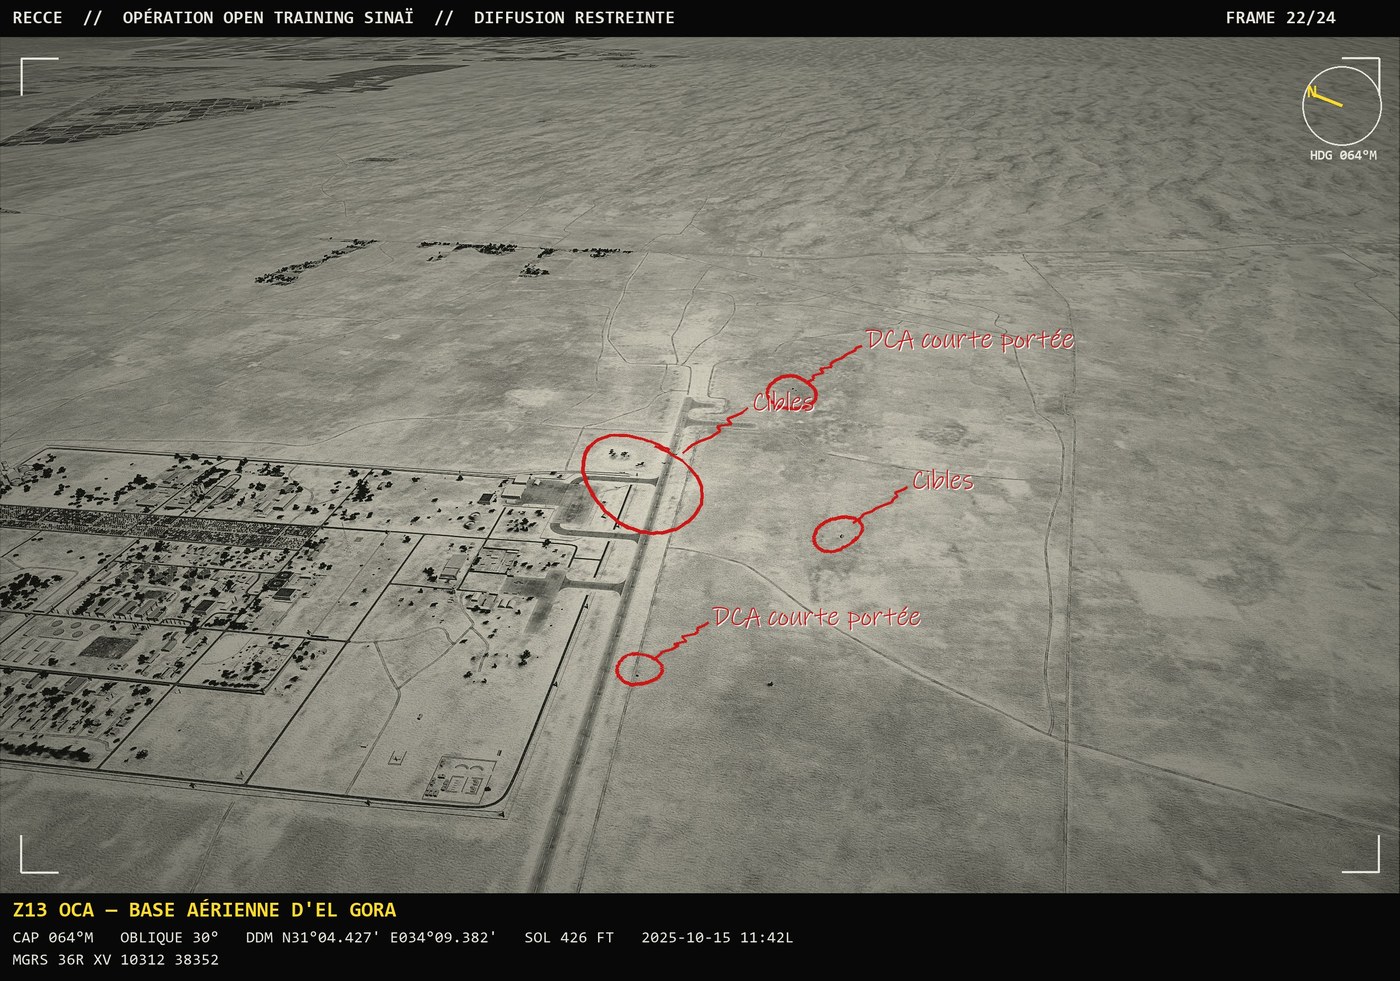 RECCE // OPÉRATION OPEN TRAINING SINAÏ // DIFFUSION RESTREINTE
FRAME 22/24
N
HDG 064°M
DCA courte portée
Cibles
Cibles
DCA courte portée
Z13 OCA — BASE AÉRIENNE D'EL GORA
CAP 064°M OBLIQUE 30° DDM N31°04.427' E034°09.382' SOL 426 FT 2025-10-15 11:42L
MGRS 36R XV 10312 38352